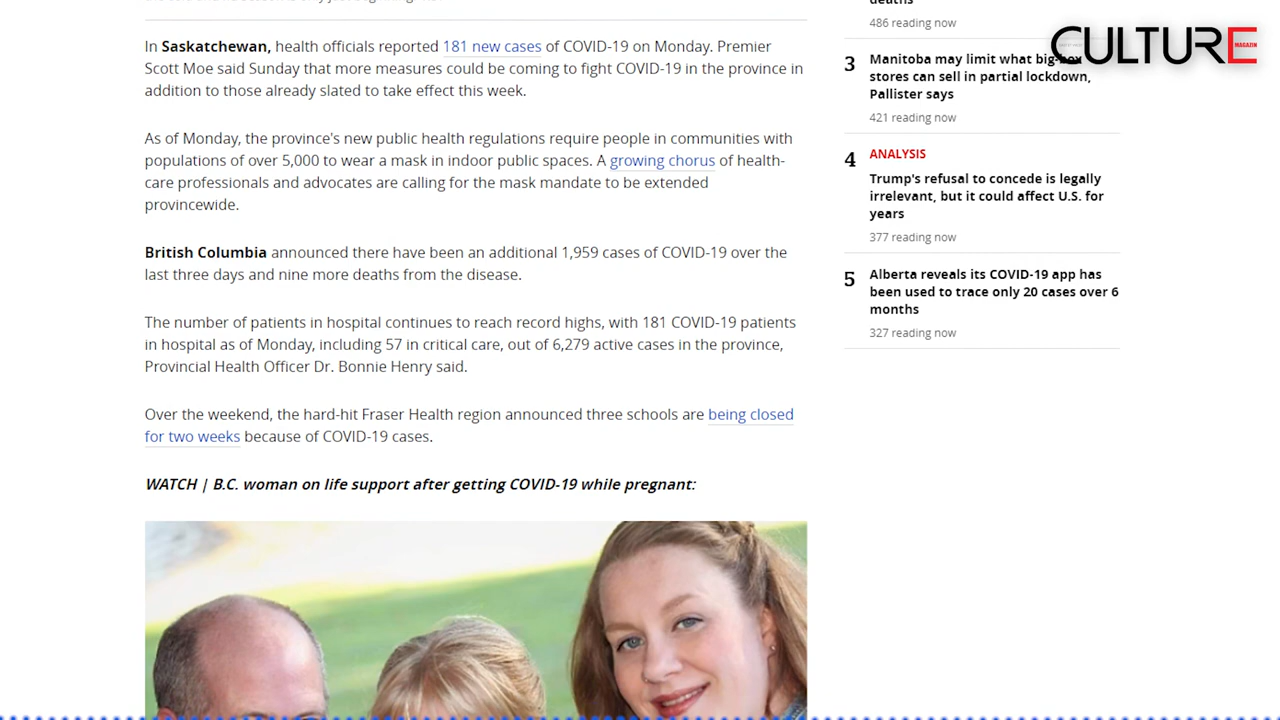 In Saskatchewan, health officials reported 181 new cases of COVID-19 on Monday. Premier
Scott Moe said Sunday that more measures could be coming to fight COVID-19 in the province in
addition to those already slated to take effect this week.
As of Monday, the province's new public health regulations require people in communities with
populations of over 5,000 to wear a mask in indoor public spaces. A growing chorus of health-
care professionals and advocates are calling for the mask mandate to be extended
provincewide.
British Columbia announced there have been an additional 1,959 cases of COVID-19 over the
last three days and nine more deaths from the disease.
The number of patients in hospital continues to reach record highs, with 181 COVID-19 patients
in hospital as of Monday, including 57 in critical care, out of 6,279 active cases in the province,
Provincial Health Officer Dr. Bonnie Henry said.
Over the weekend, the hard-hit Fraser Health region announced three schools are being closed
for two weeks because of COVID-19 cases.
WATCH | B.C. woman on life support after getting COVID-19 while pregnant:
deaths
486 reading now
3
Manitoba may limit what big-box
stores can sell in partial lockdown,
Pallister says
421 reading now
4
ANALYSIS
Trump's refusal to concede is legally
irrelevant, but it could affect U.S. for
years
377 reading now
5
Alberta reveals its COVID-19 app has
been used to trace only 20 cases over 6
months
327 reading now
CULTURE
MAGAZIN